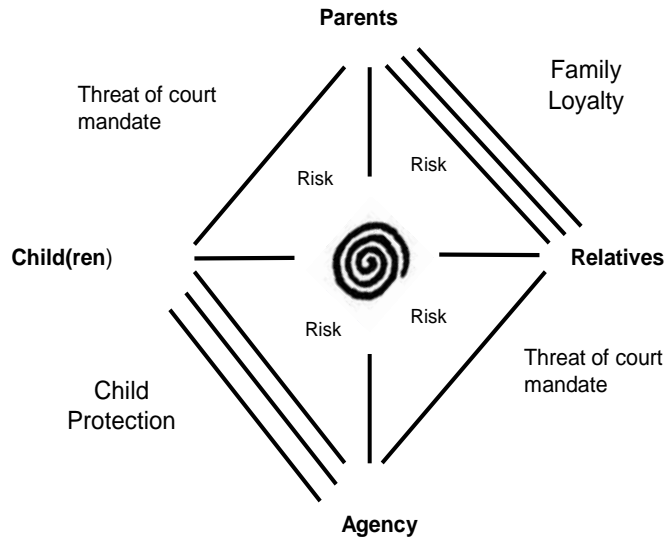 Parents
Family
Loyalty
Threat of court
mandate
Risk
Risk
Child(ren)
Relatives
Risk
Risk
Threat of court
mandate
Child
Protection
Agency